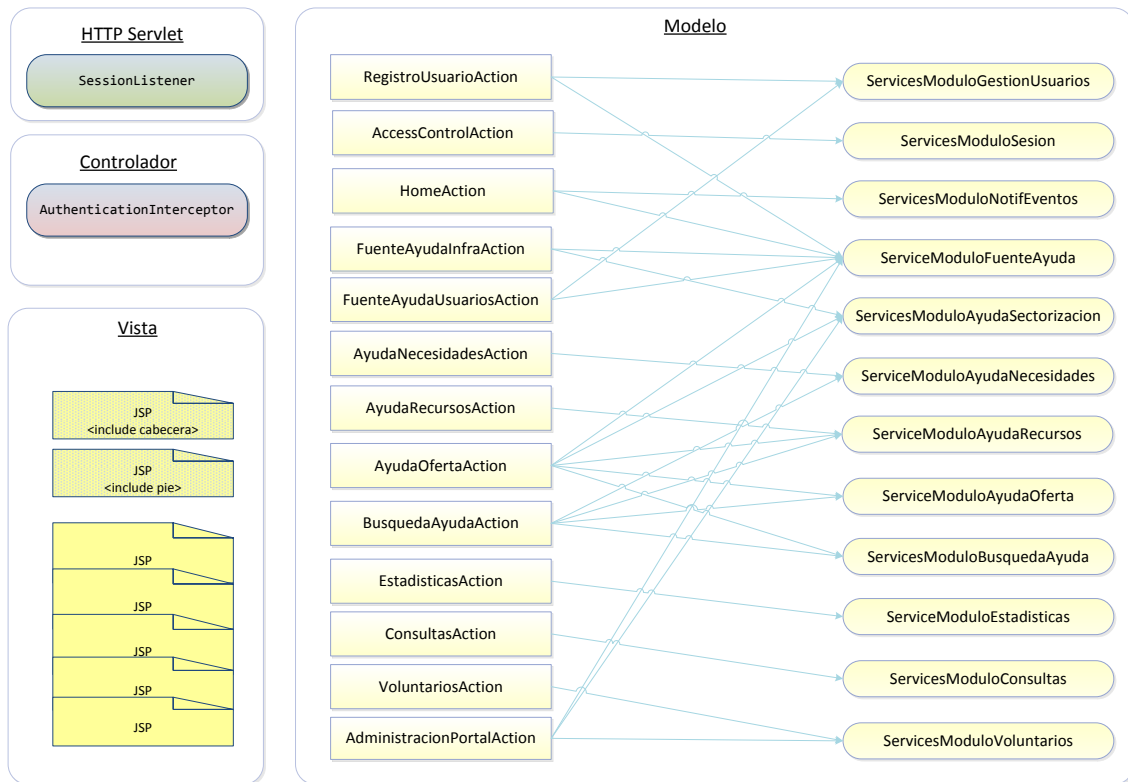 HTTP Servlet
SessionListener
Controlador
AuthenticationInterceptor
Vista
JSP
<include cabecera>
JSP
<include pie>
JSP
JSP
JSP
JSP
JSP
Modelo
RegistroUsuarioAction
AccessControlAction
HomeAction
FuenteAyudaInfraAction
FuenteAyudaUsuariosAction
AyudaNecesidadesAction
AyudaRecursosAction
AyudaOfertaAction
BusquedaAyudaAction
EstadisticasAction
ConsultasAction
VoluntariosAction
AdministracionPortalAction
ServicesModuloGestionUsuarios
ServicesModuloSesion
ServicesModuloNotifEventos
ServiceModuloFuenteAyuda
ServicesModuloAyudaSectorizacion
ServiceModuloAyudaNecesidades
ServiceModuloAyudaRecursos
ServiceModuloAyudaOferta
ServicesModuloBusquedaAyuda
ServiceModuloEstadisticas
ServicesModuloConsultas
ServicesModuloVoluntarios